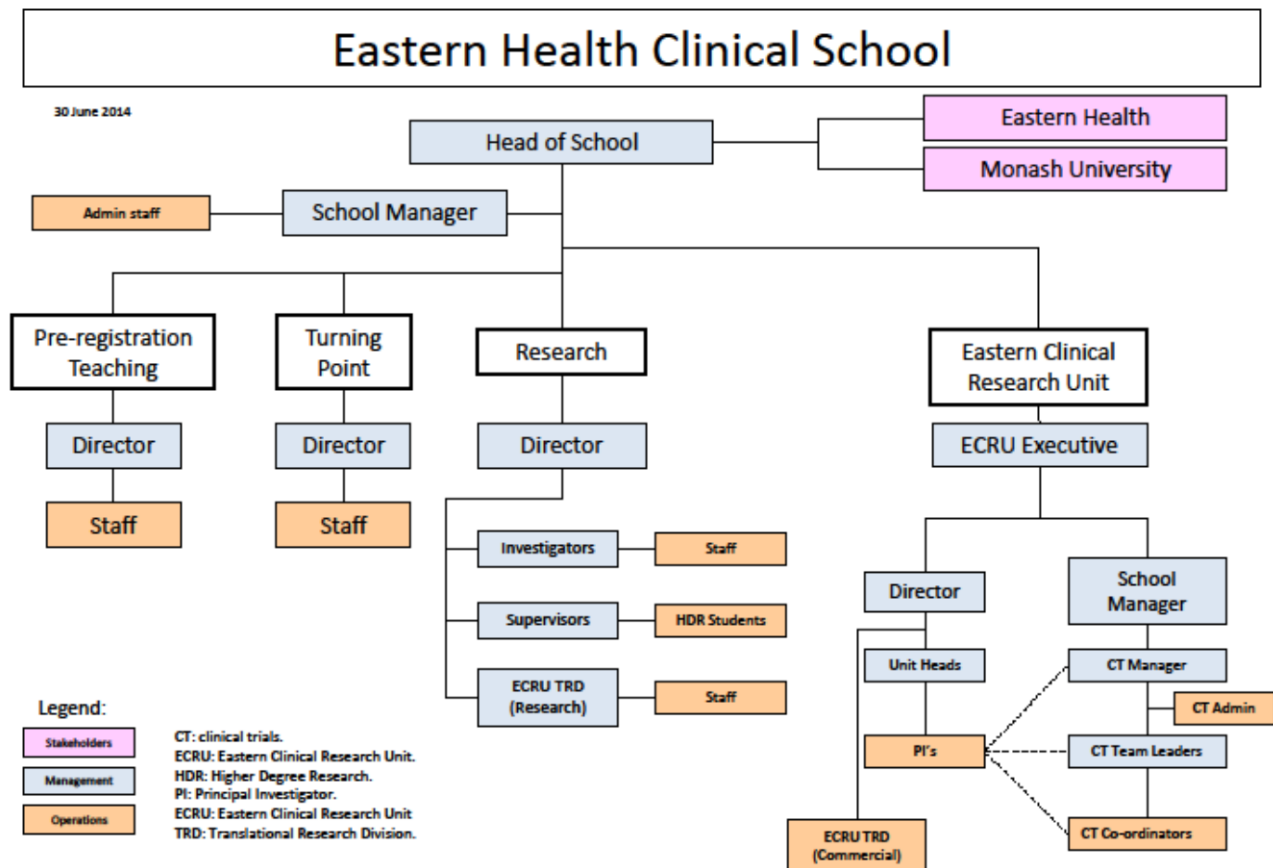 Eastern Health Clinical School
30 June 2014
Head of School
Eastern Health
Monash University
Admin staff
School Manager
Pre-registration
Teaching
Turning
Point
Research
Eastern Clinical
Research Unit
Director
Director
Director
ECRU Executive
Staff
Staff
Investigators
Staff
Supervisors
HDR Students
ECRU TRD
(Research)
Staff
Director
School
Manager
Unit Heads
CT Manager
CT Admin
PI's
CT Team Leaders
ECRU TRD
(Commercial)
CT Co-ordinators
Legend:
Stakeholders
Management
Operations
CT: clinical trials.
ECRU: Eastern Clinical Research Unit.
HDR: Higher Degree Research.
PI: Principal Investigator.
ECRU: Eastern Clinical Research Unit
TRD: Translational Research Division.